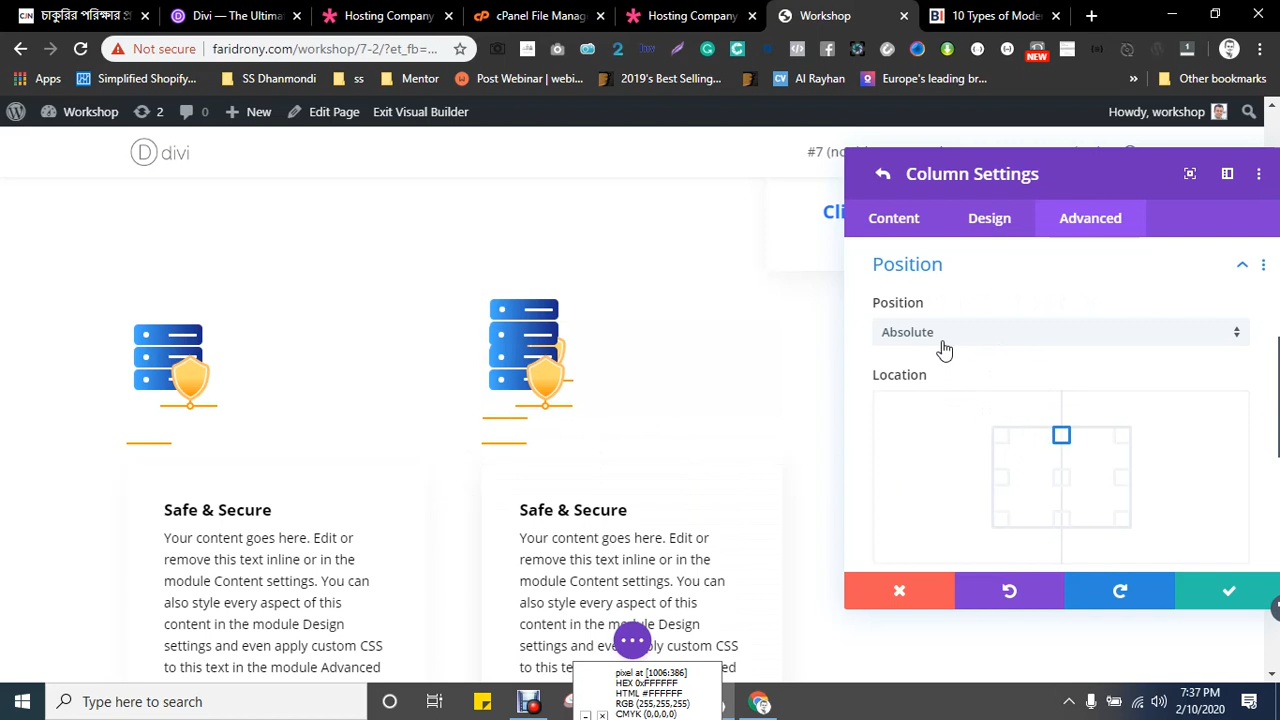 চাকুরির পরীক্ষার
Divi — The Ultima
Hosting Company
cPanel File Manag
Hosting Company
Workshop
10 Types of Moder
Not secure
faridrony.com/workshop/7-2/?et_fb=...
NEW
Apps
Simplified Shopify...
SS Dhanmondi
ss
Mentor
Post Webinar | webi...
2019's Best Selling...
CV Al Rayhan
Europe's leading br...
Other bookmarks
Workshop
2
0
New
Edit Page
Exit Visual Builder
Howdy, workshop
D divi
#7 (no
Cli
Column Settings
Content
Design
Advanced
Position
Position
Absolute
Location
Safe & Secure
Your content goes here. Edit or
remove this text inline or in the
module Content settings. You can
also style every aspect of this
content in the module Design
settings and even apply custom CSS
to this text in the module Advanced
Safe & Secure
Your content goes here. Edit or
remove this text inline or in the
module Content settings. You can
also style every aspect of this
content in the module Design
settings and even apply custom CSS
to this
pixel at [1006:386]
HEX 0xFFFFFF
HTML #FFFFFF
RGB (255,255,255)
CMYK (0,0,0,0)
Type here to search
7:37 PM
2/10/2020